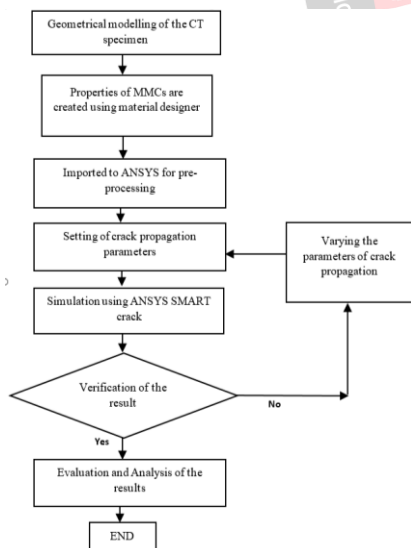 Geometrical modelling of the CT
specimen
Properties of MMCs are
created using material designer
Imported to ANSYS for pre-
processing
Setting of crack propagation
parameters
Varying the
parameters of crack
propagation
Simulation using ANSYS SMART
crack
Verification of the
result
No
Yes
Evaluation and Analysis of the
results
END